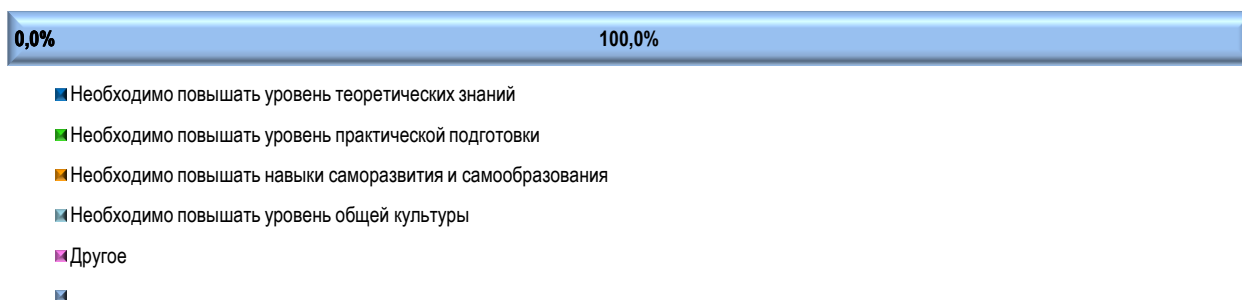 0,0% 100,0%
Необходимо повышать уровень теоретических знаний
Необходимо повышать уровень практической подготовки
Необходимо повышать навыки саморазвития и самообразования
Необходимо повышать уровень общей культуры
Другое